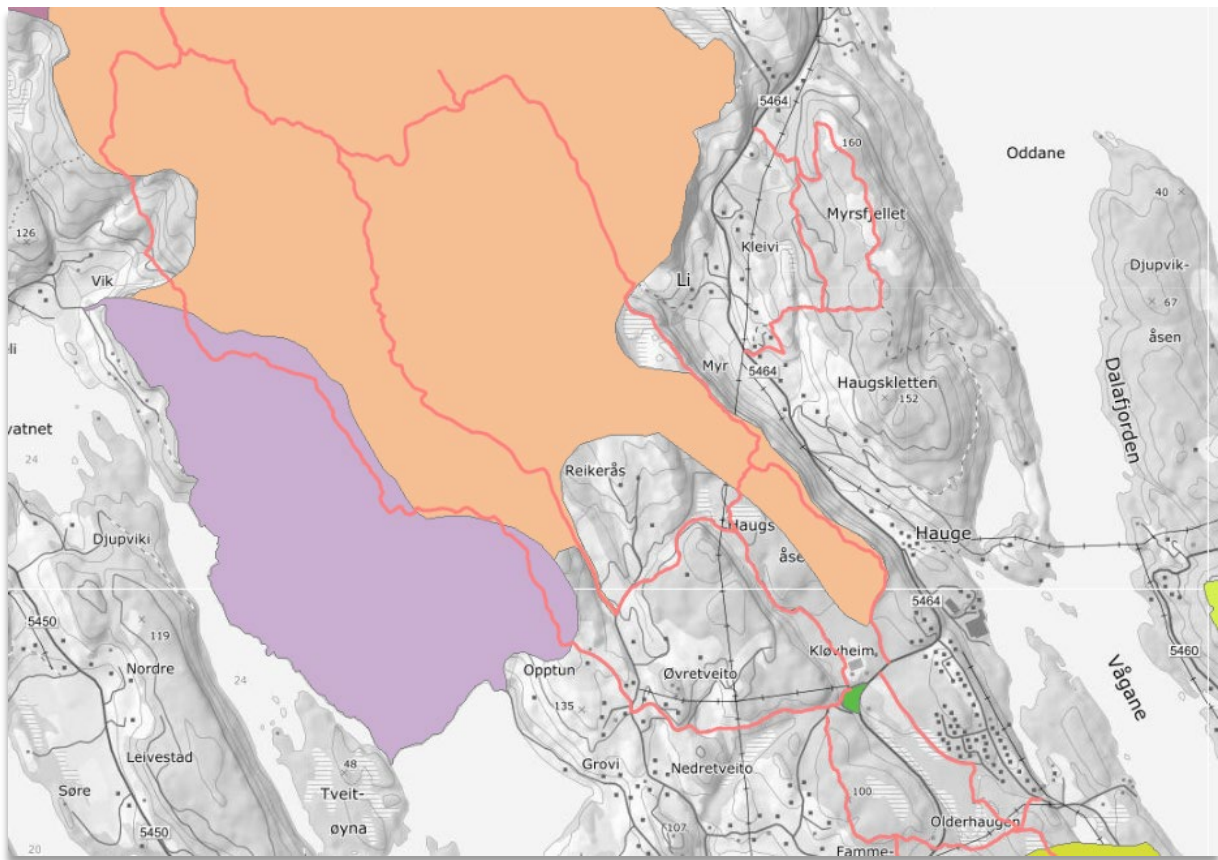 5464
Oddane
160
40
Myrsfjellet
126
Kleivi
Djupvik-
Vik
Li
67
åsen
li
Myr
5464
Haugskletten
152
Dalafjorden
vatnet
24
Reikerås
Haugs
Hauge
Djupviki
åse
5464
5450
119
5460
Nordre
Kløvheim
24
Opptun
Øvretveito
Vågane
135
Leivestad
48
Grovi
Nedretveito
Søre
Tveit-
100
øyna
Olderhaugen
5450
107
20
Famme-